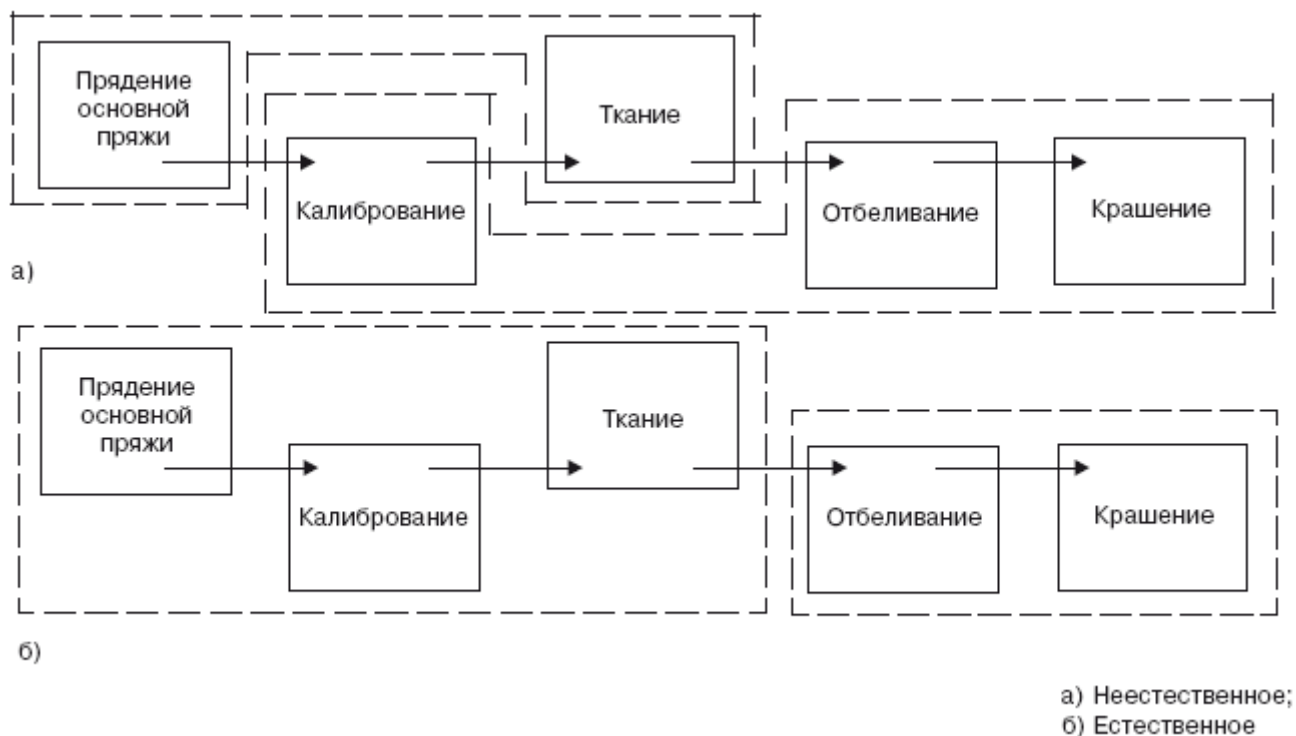 Прядение
основной
пряжи
Калибрование
Ткание
Отбеливание
Крашение
а)
Прядение
основной
пряжи
Калибрование
Ткание
Отбеливание
Крашение
б)
а) Неестественное;
б) Естественное